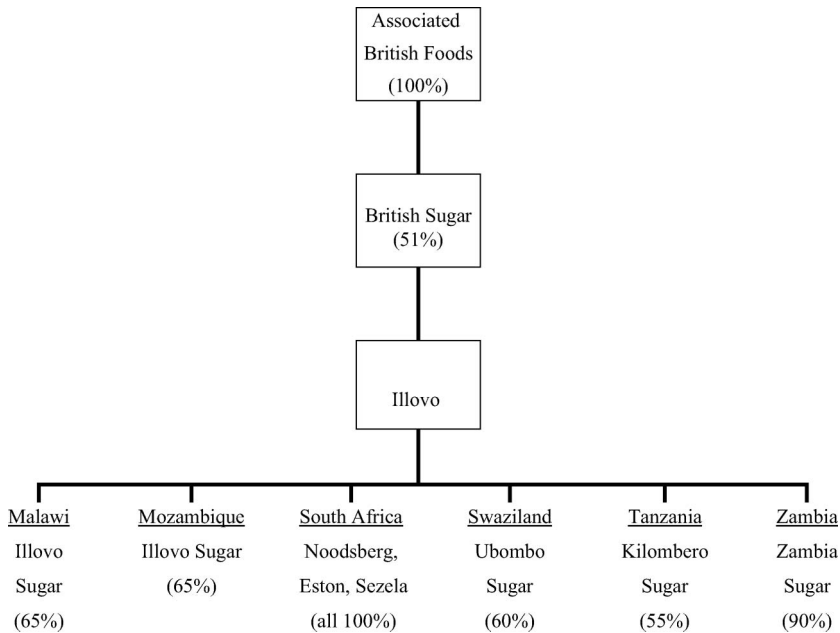 Associated
British Foods
(100%)
British Sugar
(51%)
Illovo
Malawi
Illovo
Sugar
(65%)
Mozambique
Illovo Sugar
(65%)
South Africa
Noodsberg,
Eston, Sezela
(all 100%)
Swaziland
Ubombo
Sugar
(60%)
Tanzania
Kilombero
Sugar
(55%)
Zambia
Zambia
Sugar
(90%)